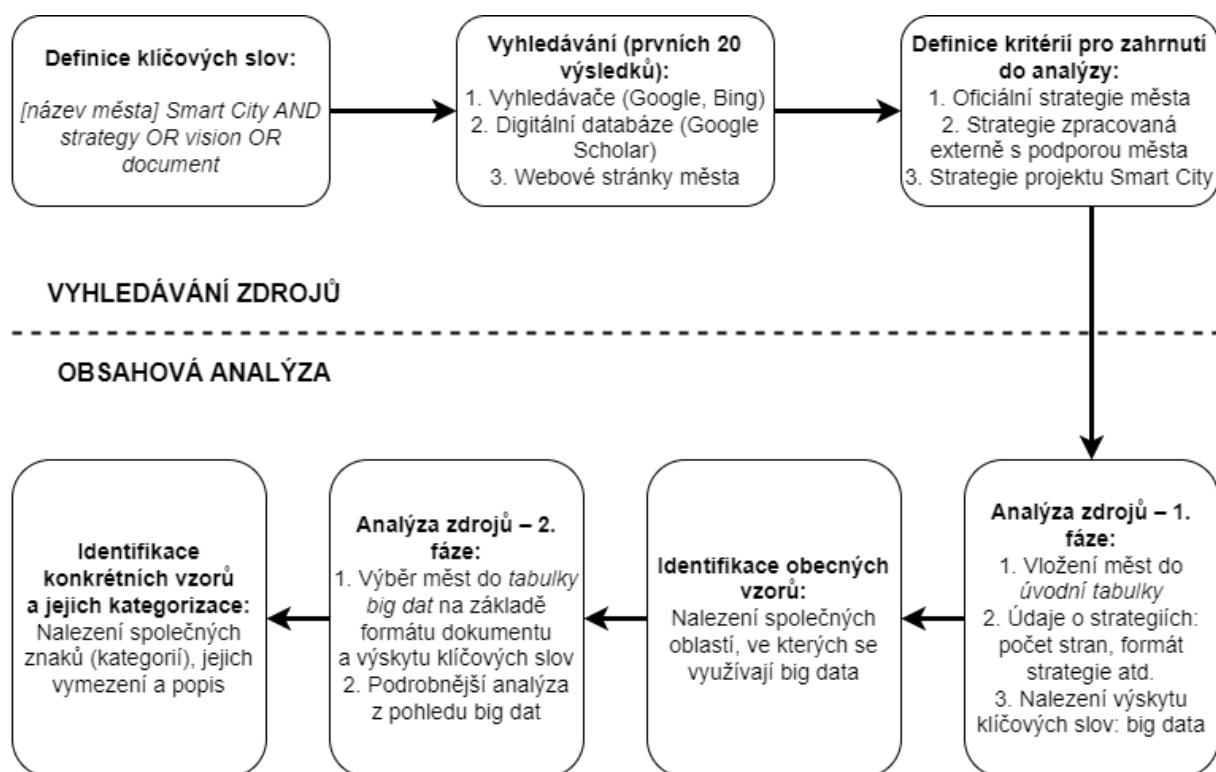 Definice klíčových slov:
[název města] Smart City AND
strategy OR vision OR
document
Vyhledávání (prvních 20
výsledků):
1. Vyhledávače (Google, Bing)
2. Digitální databáze (Google
Scholar)
3. Webové stránky města
Definice kritérií pro zahrnutí
do analýzy:
1. Oficiální strategie města
2. Strategie zpracovaná
externě s podporou města
3. Strategie projektu Smart City
VYHLEDÁVÁNÍ ZDROJŮ
OBSAHOVÁ ANALÝZA
Analýza zdrojů – 1.
fáze:
1. Vložení měst do
úvodní tabulky
2. Údaje o strategiích:
počet stran, formát
strategie atd.
3. Nalezení výskytu
klíčových slov: big data
Identifikace obecných
vzorů:
Nalezení společných
oblastí, ve kterých se
využívají big data
Analýza zdrojů – 2.
fáze:
1. Výběr měst do tabulky
big dat na základě
formátu dokumentu
a výskytu klíčových slov
2. Podrobnější analýza
z pohledu big dat
Identifikace
konkrétních vzorů
a jejich kategorizace:
Nalezení společných
znaků (kategorií), jejich
vymezení a popis